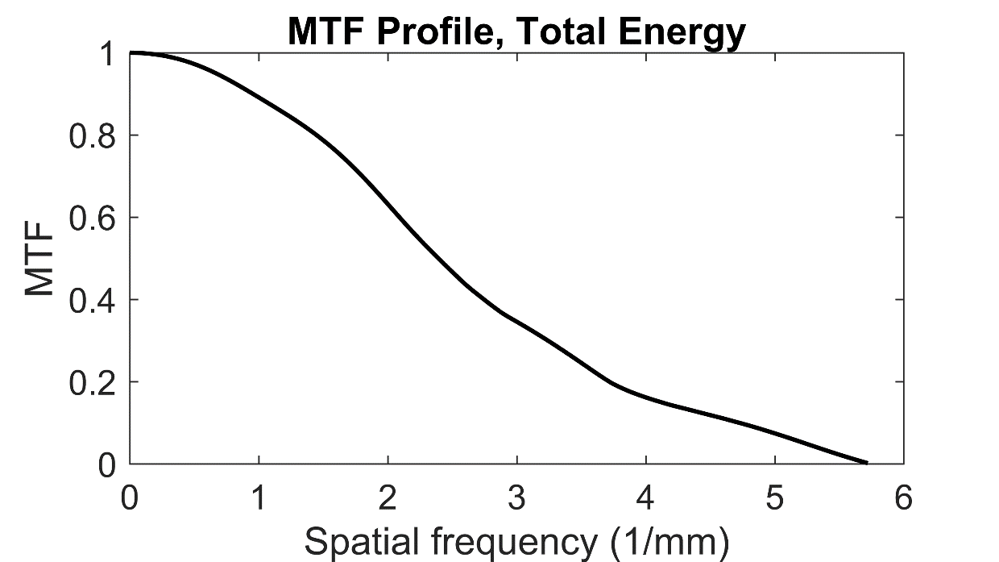 MTF Profile, Total Energy
1
0.8
0.6
0.4
0.2
0
MTF
0 1 2 3 4 5 6
Spatial frequency (1/mm)